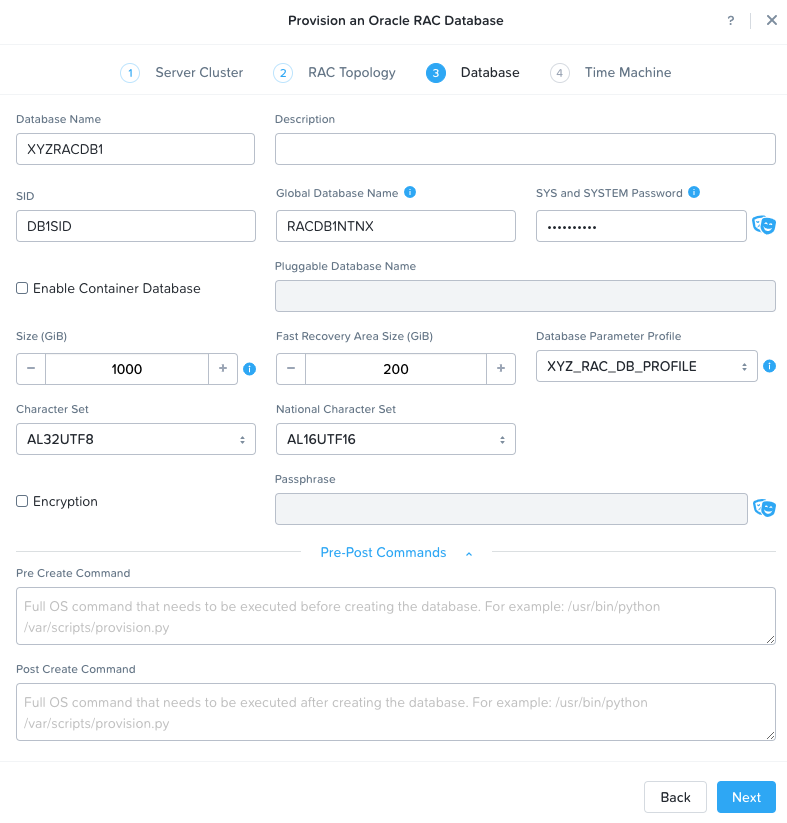 Provision an Oracle RAC Database
?
1 Server Cluster 2 RAC Topology 3 Database 4 Time Machine
Database Name Description
XYZRACDB1
SID Global Database Name i SYS and SYSTEM Password i
DB1SID RACDB1NTNX ••••••••••
Pluggable Database Name
Enable Container Database
Size (GiB) Fast Recovery Area Size (GiB) Database Parameter Profile
− 1000 + i − 200 + XYZ_RAC_DB_PROFILE i
Character Set National Character Set
AL32UTF8 AL16UTF16
Passphrase
Encryption
Pre-Post Commands
Pre Create Command
Full OS command that needs to be executed before creating the database. For example: /usr/bin/python
/var/scripts/provision.py
Post Create Command
Full OS command that needs to be executed after creating the database. For example: /usr/bin/python
/var/scripts/provision.py
Back Next